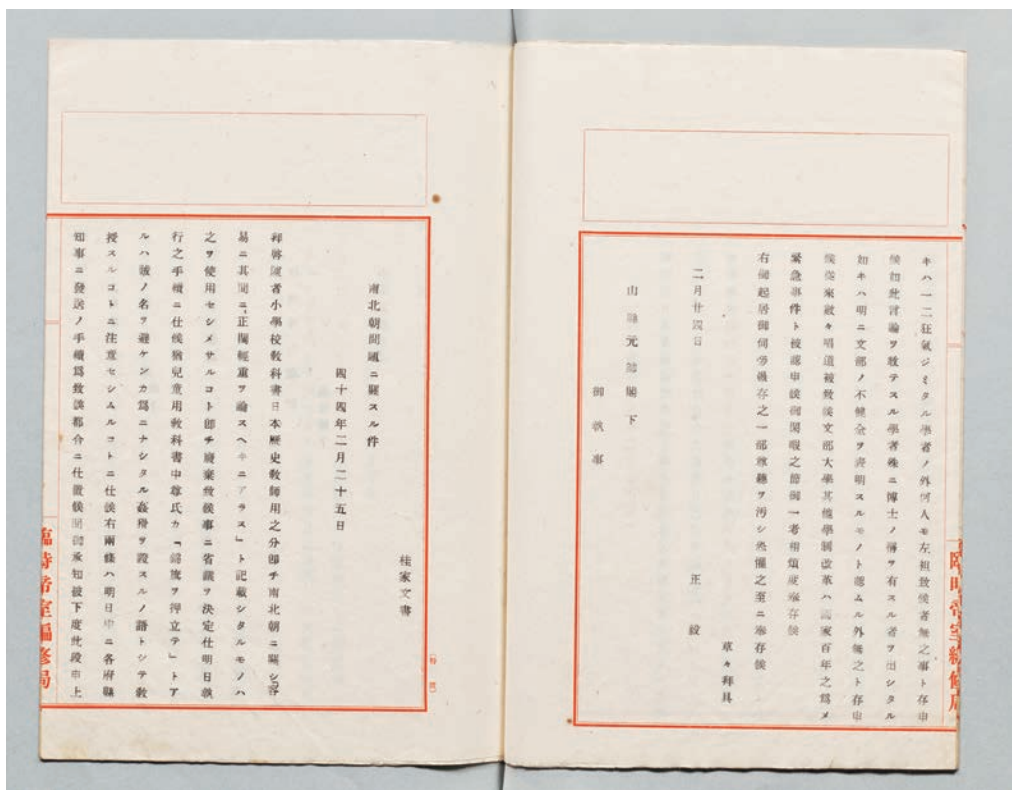 キハ一二狂氣ジミタル學者ノ外何人モ左袒致候者無之事ト存申
候如此討論ヲ敢テスル學者殊ニ博士ノ稱ヲ有スル者ヲ出シタル
如キハ明ニ文部ノ不健全ヲ表明スルモノト認ムル外無之ト存申
候從來敝々唱道被致候文部大學其他學制改革ハ國家百年之爲メ
緊急事件ト被認申候御閑暇之節御一考相煩度奉存候
右御起居御伺旁機存之一部尊聽ヲ汚シ恐懼之至ニ奉存候
草々拜具
二月廿四日
正毅
山縣元帥閣下
御執事
臨時帝室編修局
桂家文書
南北朝問題ニ關スル件
四十四年二月二十五日
拜啓陳者小學校教科書日本歷史教師用之分卽チ南北朝ニ關シ「容
易ニ其間ニ、正閏輕重ヲ論スヘキニアラス」ト記載シタルモノハ
之ヲ使用セシメサルコト卽チ廢棄致候事ニ省議ヲ決定仕明日執
行之手續ニ仕候猶兒童用教科書中尊氏カ「錦旗ヲ押立テ」トア
ルハ賊ノ名ヲ避ケンカ爲ニナシタル姦猾ヲ證スルノ語トシテ教
授スルコトニ注意セシムルコトニ仕候右兩條ハ明日中ニ各府縣
知事ニ發送ノ手續爲致候都合ニ仕置候間御承知被下度此段申上
臨時帝室編修局